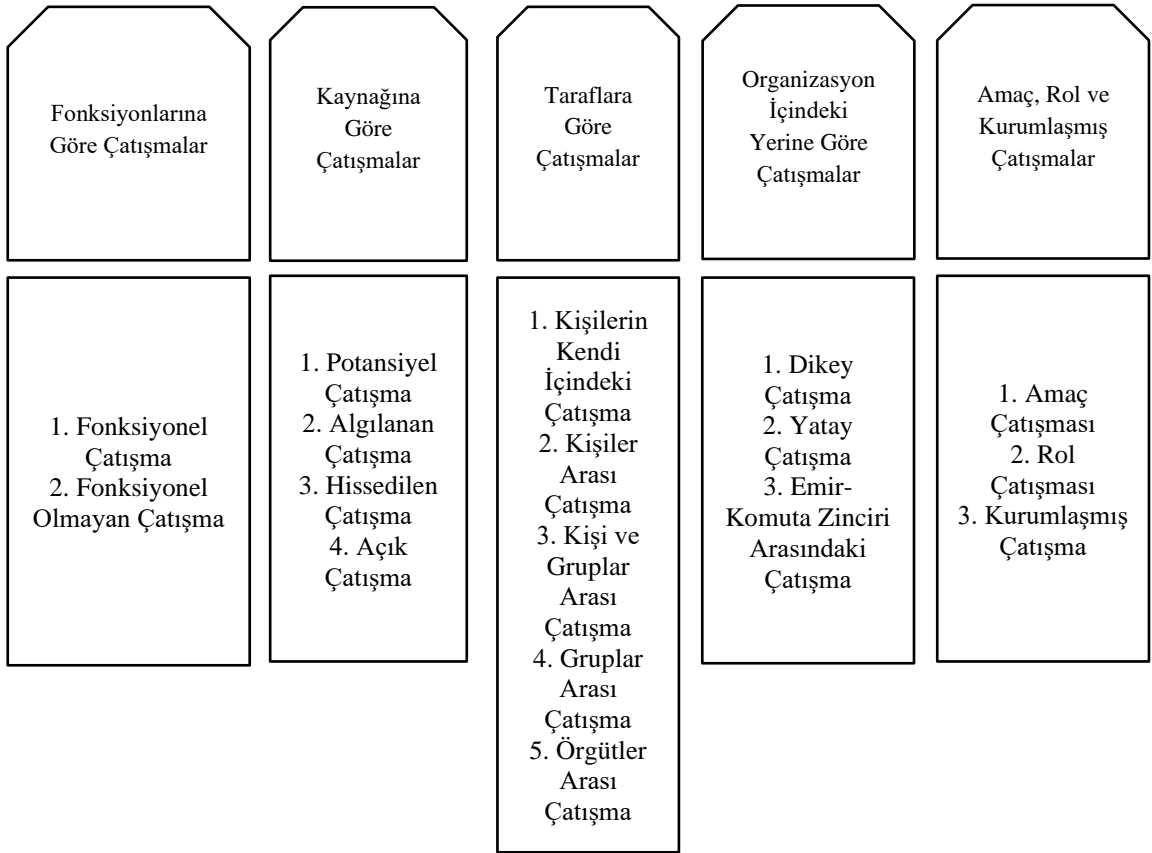 Fonksiyonlarına
Göre Çatışmalar
Kaynağına
Göre
Çatışmalar
Taraflara
Göre
Çatışmalar
Organizasyon
İçindeki
Yerine Göre
Çatışmalar
Amaç, Rol ve
Kurumlaşmış
Çatışmalar
1. Fonksiyonel
Çatışma
2. Fonksiyonel
Olmayan Çatışma
1. Potansiyel
Çatışma
2. Algılanan
Çatışma
3. Hissedilen
Çatışma
4. Açık
Çatışma
1. Kişilerin
Kendi
İçindeki
Çatışma
2. Kişiler
Arası
Çatışma
3. Kişi ve
Gruplar
Arası
Çatışma
4. Gruplar
Arası
Çatışma
5. Örgütler
Arası
Çatışma
1. Dikey
Çatışma
2. Yatay
Çatışma
3. Emir-
Komuta Zinciri
Arasındaki
Çatışma
1. Amaç
Çatışması
2. Rol
Çatışması
3. Kurumlaşmış
Çatışma